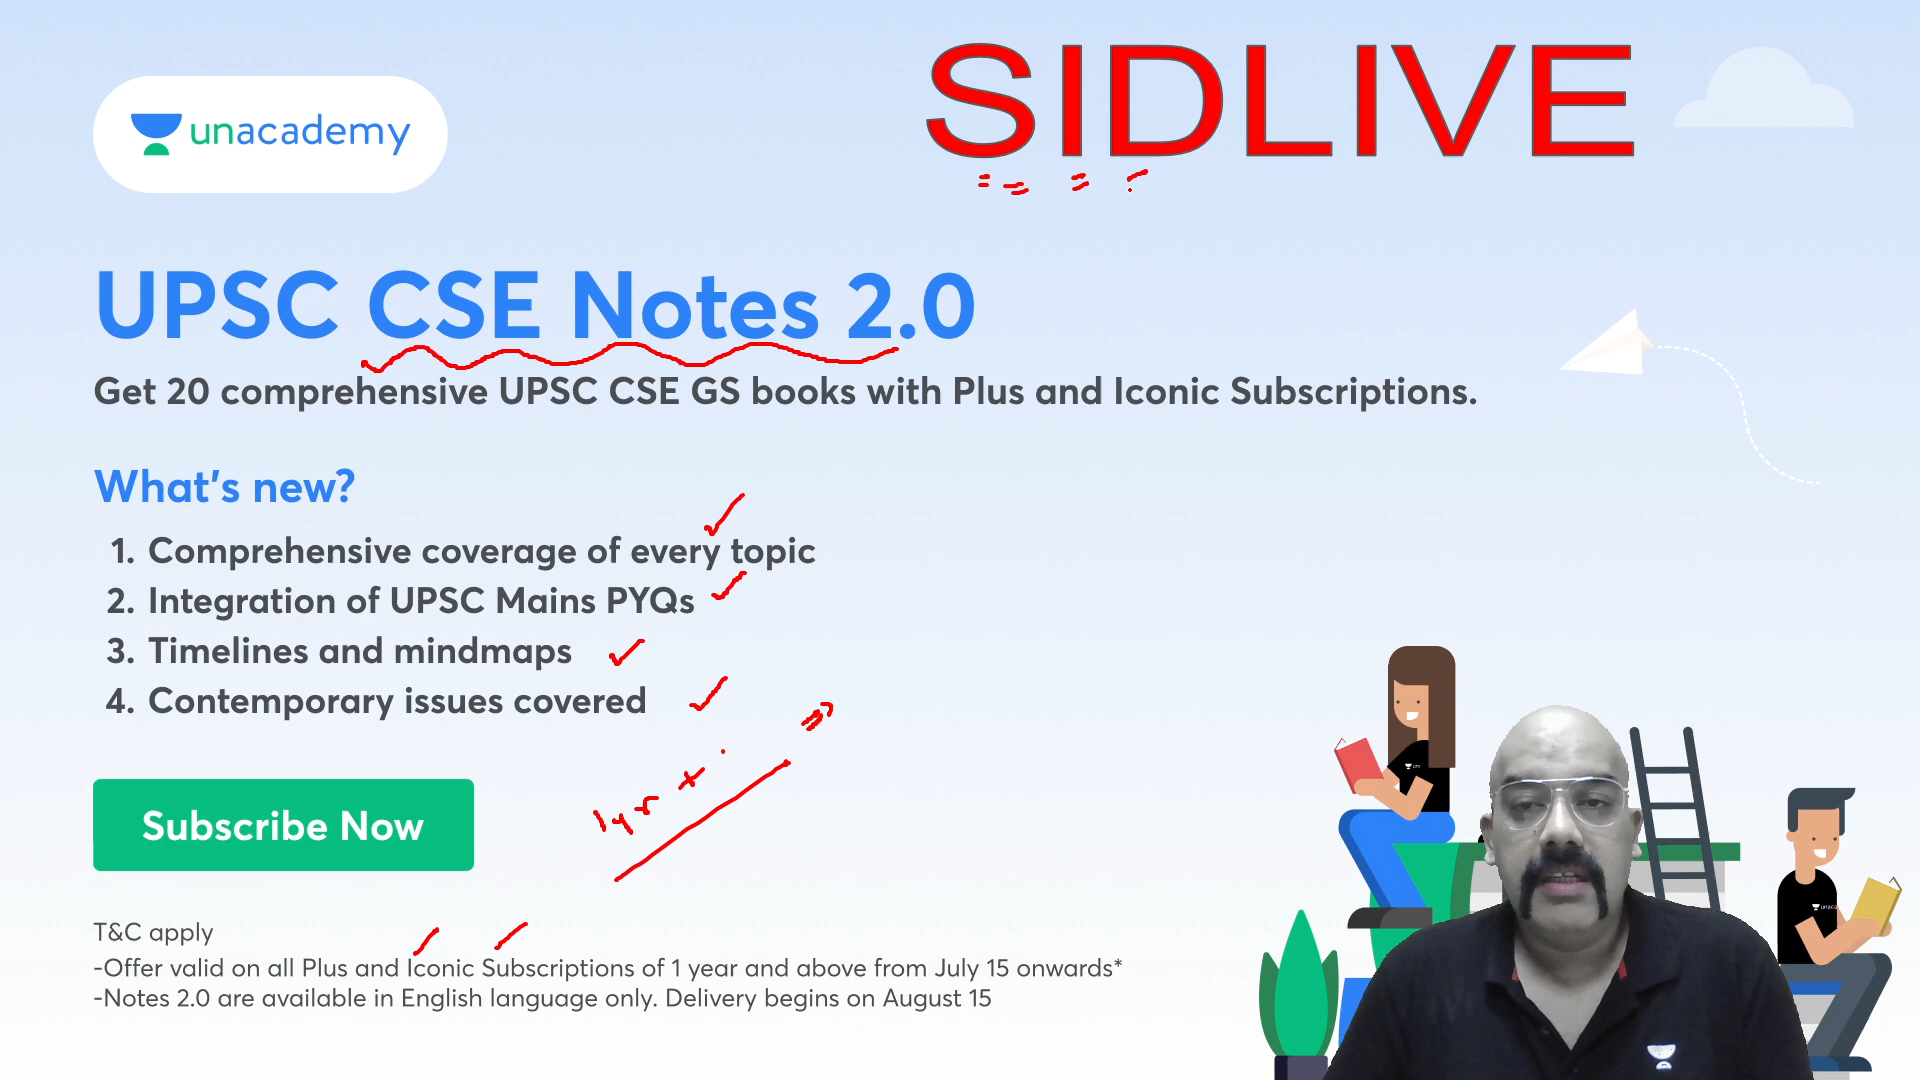 unacademy
SIDLIVE
UPSC CSE Notes 2.0
Get 20 comprehensive UPSC CSE GS books with Plus and Iconic Subscriptions.
What's new?
1. Comprehensive coverage of every topic
2. Integration of UPSC Mains PYQs
3. Timelines and mindmaps
4. Contemporary issues covered
1yr +
Subscribe Now
T&C apply
-Offer valid on all Plus and Iconic Subscriptions of 1 year and above from July 15 onwards*
-Notes 2.0 are available in English language only. Delivery begins on August 15